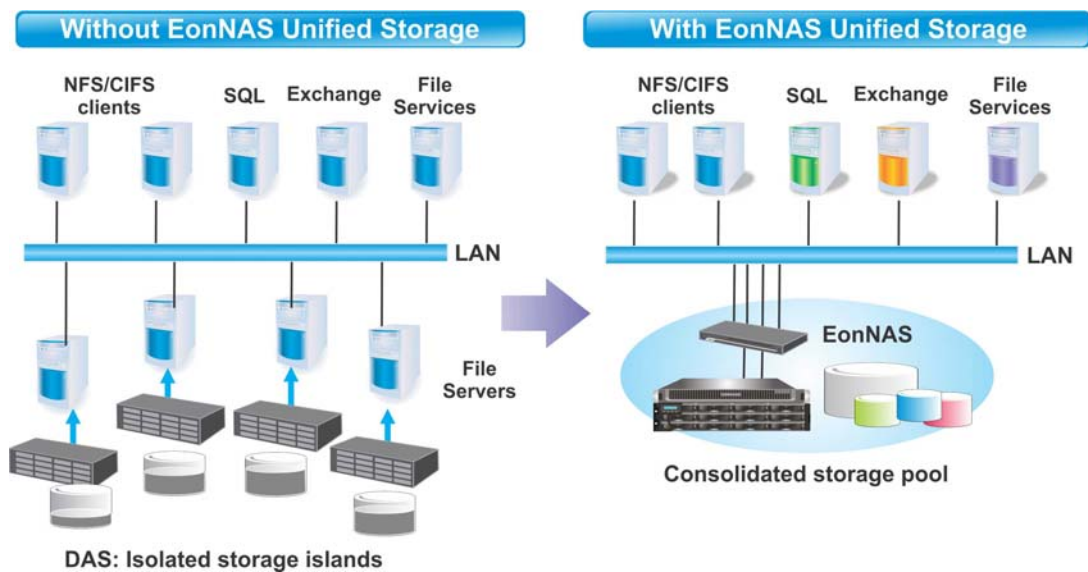 Without EonNAS Unified Storage
NFS/CIFS
clients
SQL
Exchange
File
Services
LAN
File
Servers
DAS: Isolated storage islands
With EonNAS Unified Storage
NFS/CIFS
clients
SQL
Exchange
File
Services
LAN
EonNAS
Consolidated storage pool